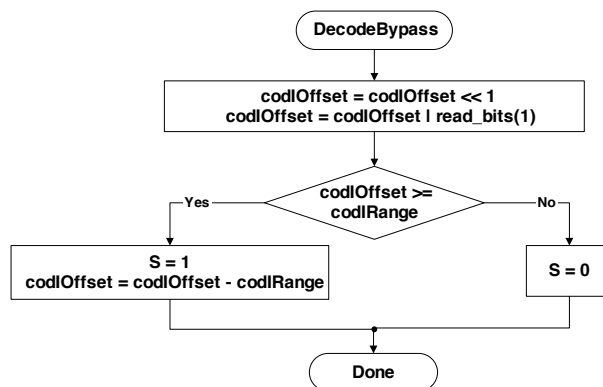 DecodeBypass
codIOffset = codIOffset << 1
codIOffset = codIOffset | read_bits(1)
codIOffset >=
codIRange
Yes
No
S = 1
codIOffset = codIOffset - codIRange
S = 0
Done